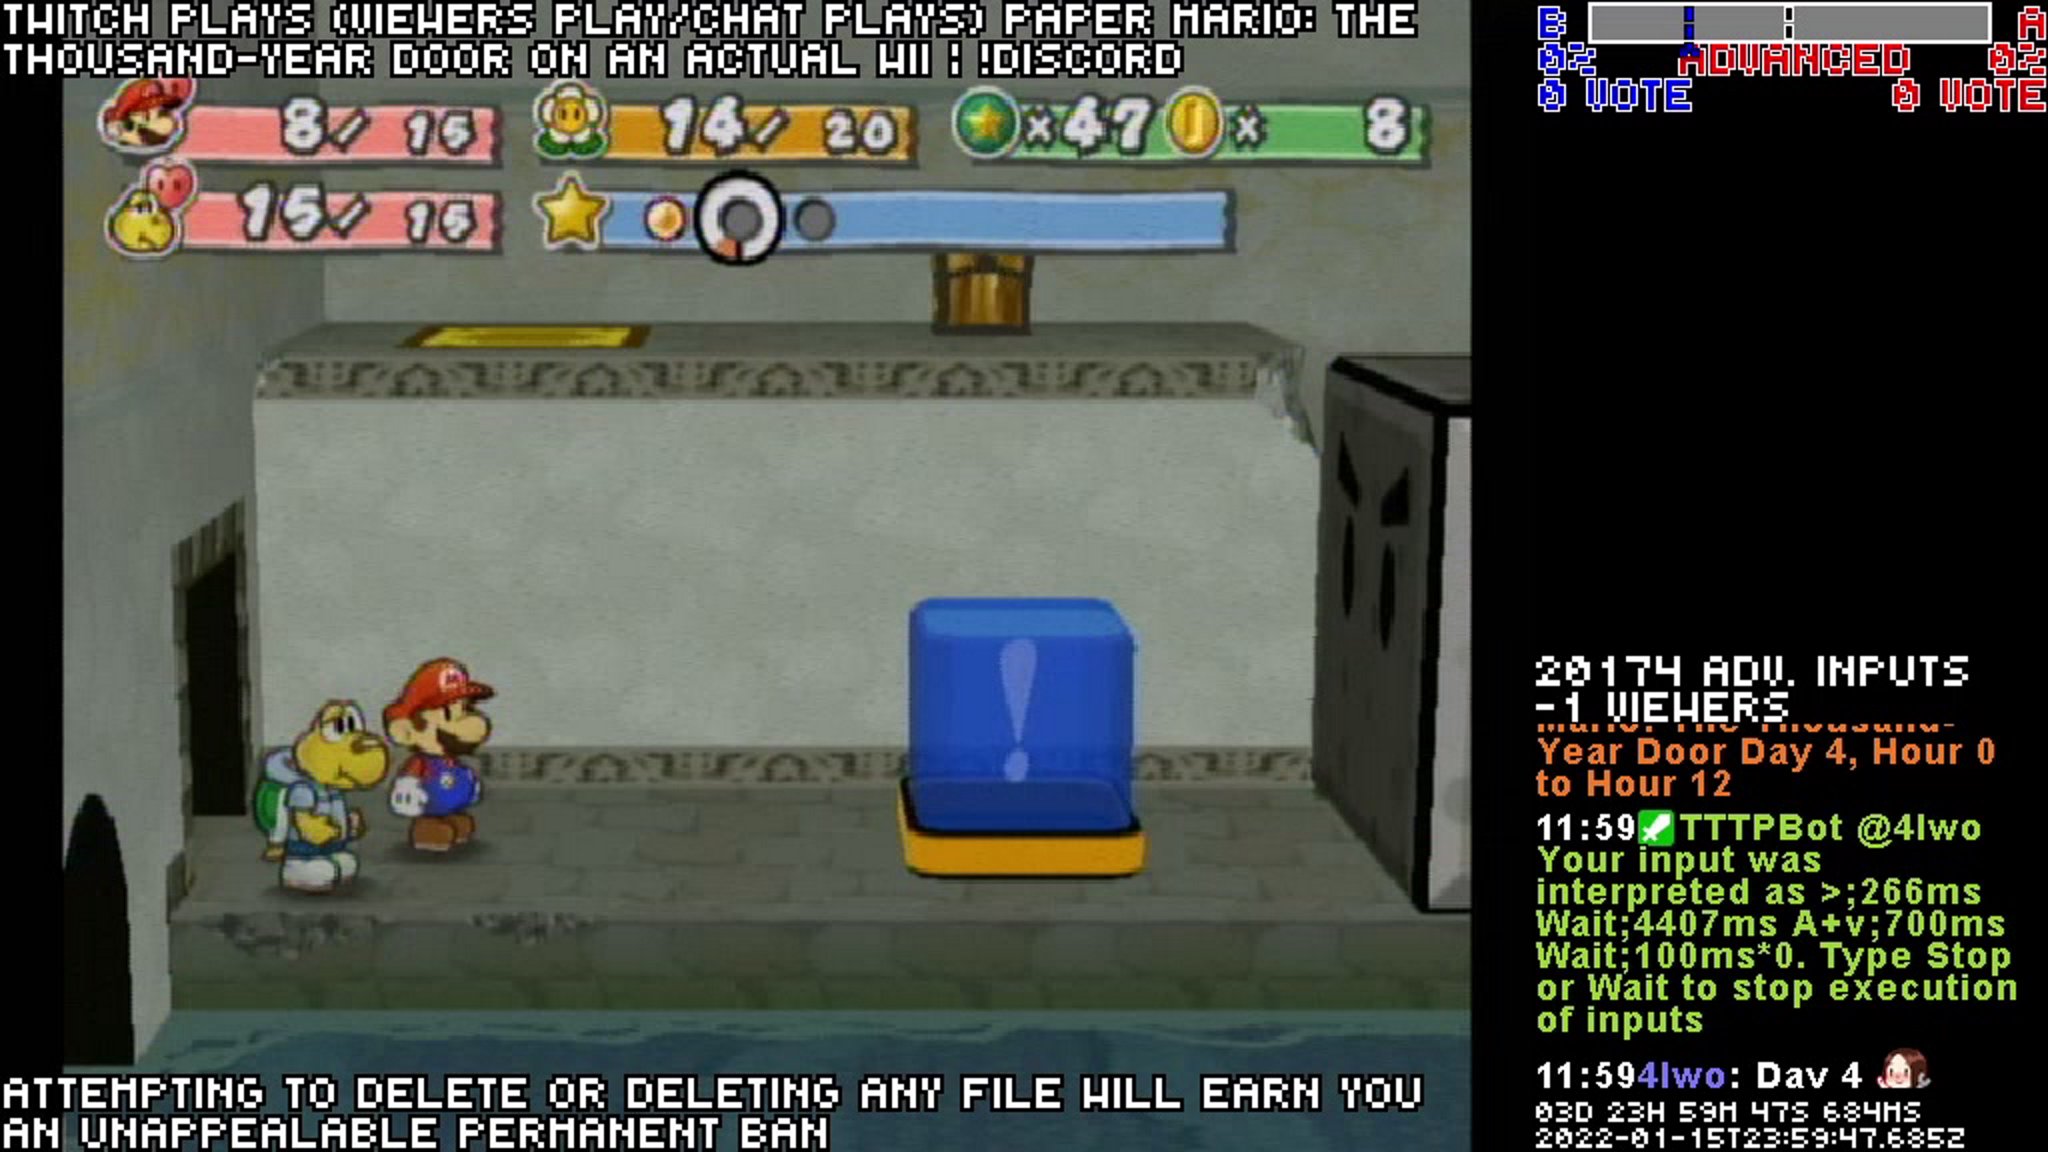 TWITCH PLAYS (VIEWERS PLAY/CHAT PLAYS) PAPER MARIO: THE
THOUSAND-YEAR DOOR ON AN ACTUAL WII | !DISCORD
8/ 15
14/ 20
×47
× 8
15/ 15
!
M
B
A
0%
ADVANCED
0%
0 VOTE
0 VOTE
20174 ADV. INPUTS
-1 VIEWERS
Mario: The Thousand-
Year Door Day 4, Hour 0
to Hour 12
11:59 TTTPBot @4lwo
Your input was
interpreted as >;266ms
Wait;4407ms A+v;700ms
Wait;100ms*0. Type Stop
or Wait to stop execution
of inputs
11:59 4lwo: Day 4
03D 23H 59M 47S 684MS
2022-01-15T23:59:47.685Z
ATTEMPTING TO DELETE OR DELETING ANY FILE WILL EARN YOU
AN UNAPPEALABLE PERMANENT BAN